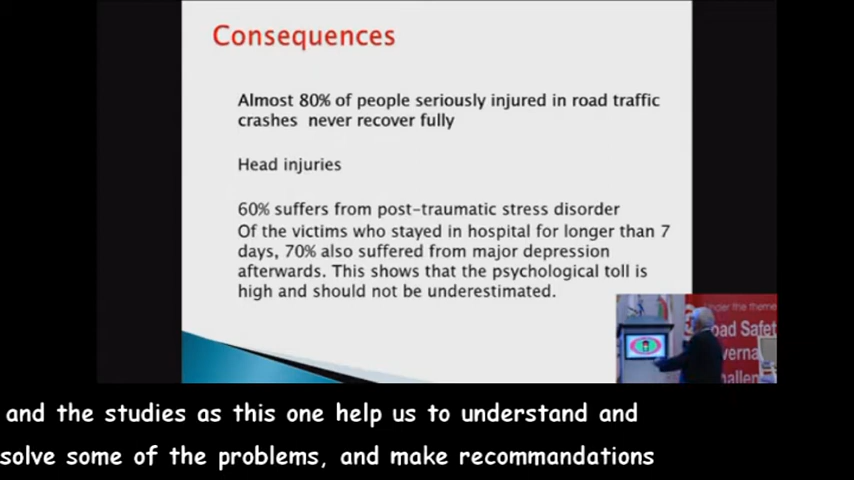 Consequences
Almost 80% of people seriously injured in road traffic
crashes never recover fully
Head injuries
60% suffers from post-traumatic stress disorder
Of the victims who stayed in hospital for longer than 7
days, 70% also suffered from major depression
afterwards. This shows that the psychological toll is
high and should not be underestimated.
Under the theme
oad Safet
and the studies as this one help us to understand and
solve some of the problems, and make recommandations